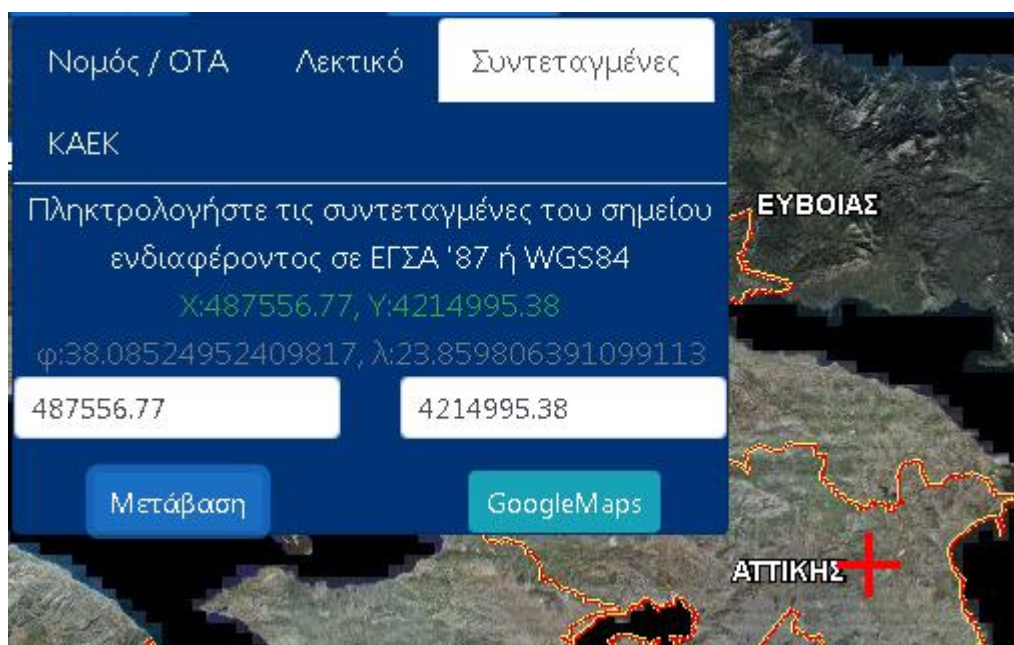 Νομός / ΟΤΑ Λεκτικό Συντεταγμένες
ΚΑΕΚ
Πληκτρολογήστε τις συντεταγμένες του σημείου
ενδιαφέροντος σε ΕΓΣΑ '87 ή WGS84
X:487556.77, Y:4214995.38
φ:38.08524952409817, λ:23.859806391099113
487556.77 4214995.38
Μετάβαση GoogleMaps
ΕΥΒΟΙΑΣ
ΑΤΤΙΚΗΣ